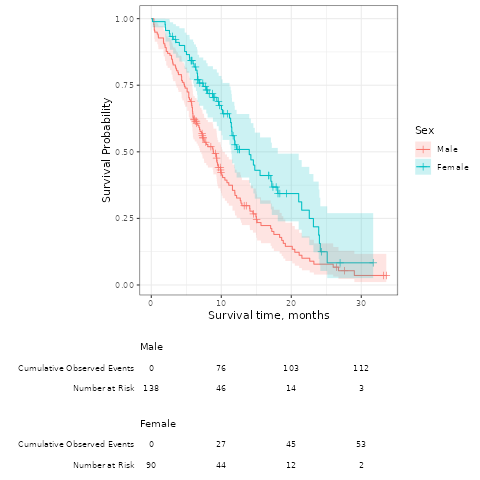 1.00
0.75
0.50
0.25
0.00
Survival Probability
0 10 20 30
Survival time, months
Sex
Male
Female
Male
Cumulative Observed Events 0 76 103 112
Number at Risk 138 46 14 3
Female
Cumulative Observed Events 0 27 45 53
Number at Risk 90 44 12 2